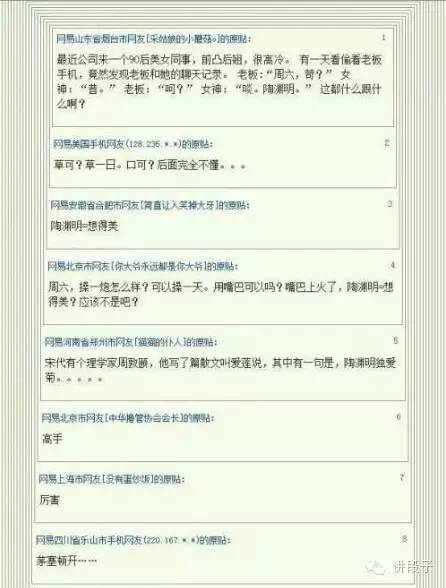 网易山东省烟台市网友[采姑娘的小蘑菇。]的原贴:
1
最近公司来一个90后美女同事，前凸后翘，很高冷。 有一天看偷看老板
手机，竟然发现老板和她的聊天记录。 老板:“周六，苟？” 女
神:“昔。” 老板:“呵？” 女神:“啖。陶渊明。” 这都什么跟什
么啊？
网易美国手机网友(128.235.*.*)的原贴:
2
草可？草一日。口可？后面完全不懂。。。
网易安徽省合肥市网友[简直让人笑掉大牙]的原贴:
3
陶渊明=想得美
网易北京市网友[你大爷永远都是你大爷]的原贴:
4
周六，操一炮怎么样？可以操一天。用嘴巴可以吗？嘴巴上火了，陶渊明=想
得美？应该不是吧？
网易河南省郑州市网友[猫猫的仆人]的原贴:
5
宋代有个理学家周敦颐，他写了篇散文叫爱莲说，其中有一句是，陶渊明独爱
菊。。。。。
网易北京市网友[中华撸管协会会长]的原贴:
6
高手
网易上海市网友[没有蛋炒饭]的原贴:
7
厉害
网易四川省乐山市手机网友(220.167.*.*)的原贴:
8
茅塞顿开……
拼段子